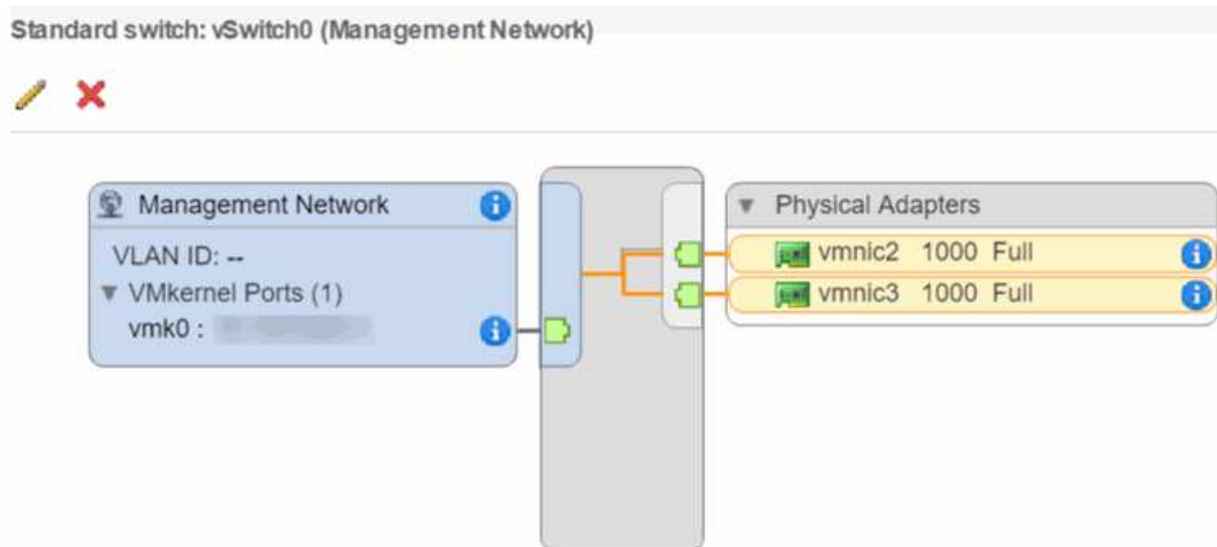 Standard switch: vSwitch0 (Management Network)
Management Network
VLAN ID: --
VMkernel Ports (1)
vmk0 :
Physical Adapters
vmnic2 1000 Full
vmnic3 1000 Full